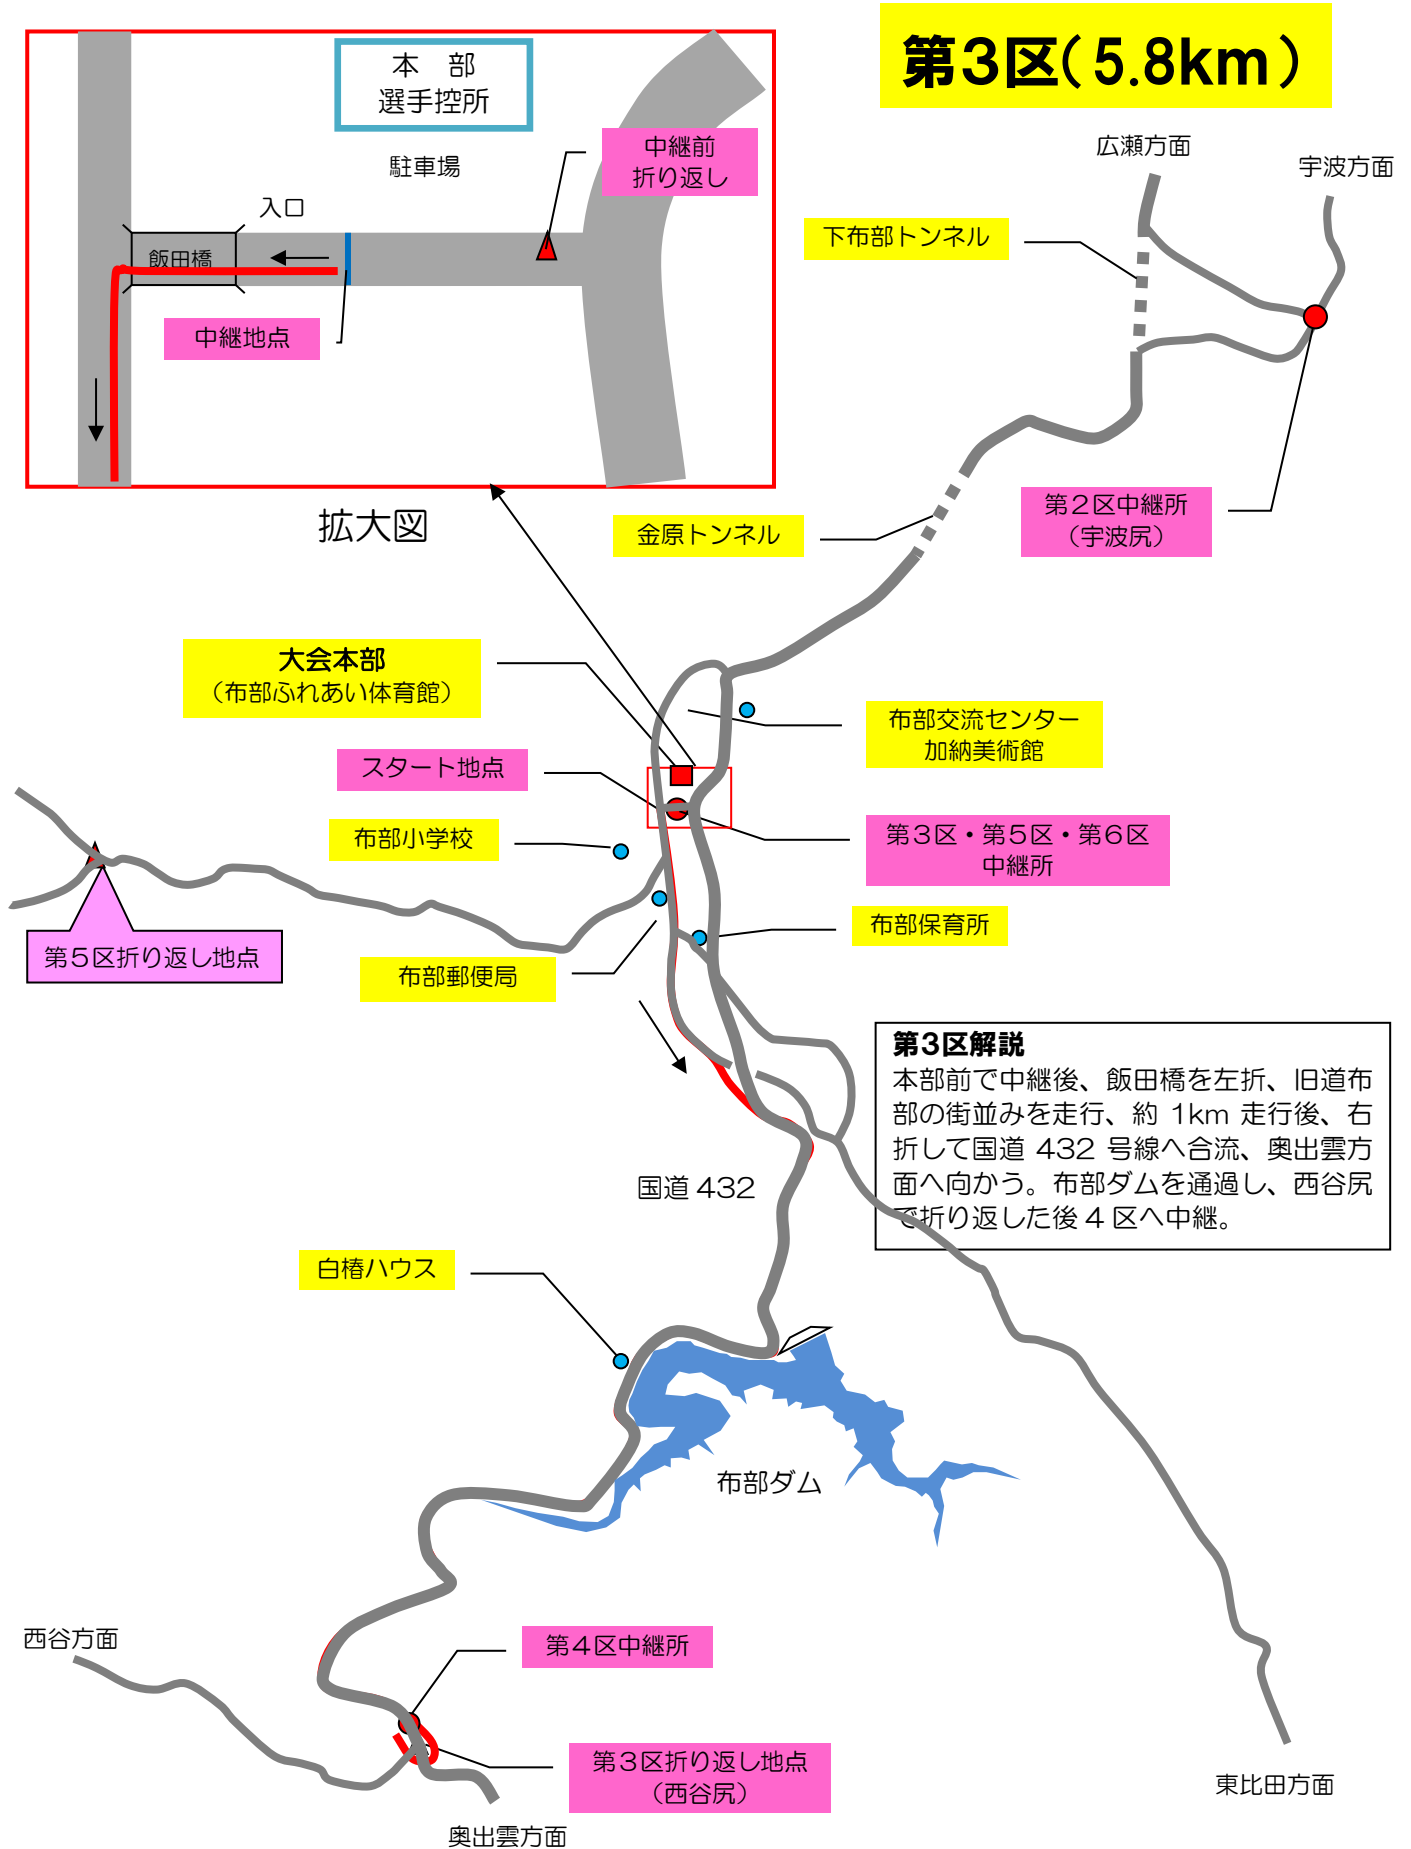 第3区(5.8km)
本　部
選手控所
駐車場
中継前
折り返し
入口
飯田橋
中継地点
拡大図
広瀬方面
宇波方面
下布部トンネル
第２区中継所
（宇波尻）
金原トンネル
大会本部
（布部ふれあい体育館）
布部交流センター
加納美術館
スタート地点
布部小学校
第３区・第５区・第６区
中継所
布部保育所
第５区折り返し地点
布部郵便局
第3区解説
本部前で中継後、飯田橋を左折、旧道布
部の街並みを走行、約 1km 走行後、右
折して国道 432 号線へ合流、奥出雲方
面へ向かう。布部ダムを通過し、西谷尻
で折り返した後 4 区へ中継。
国道 432
白椿ハウス
布部ダム
西谷方面
第４区中継所
第３区折り返し地点
（西谷尻）
東比田方面
奥出雲方面